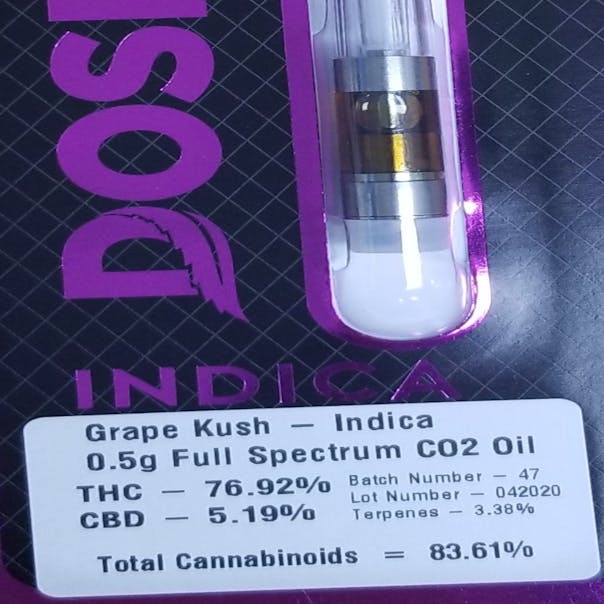 DOSI
INDICA
Grape Kush – Indica
0.5g Full Spectrum CO2 Oil
THC – 76.92%
CBD – 5.19%
Batch Number – 47
Lot Number – 042020
Terpenes – 3.38%
Total Cannabinoids = 83.61%